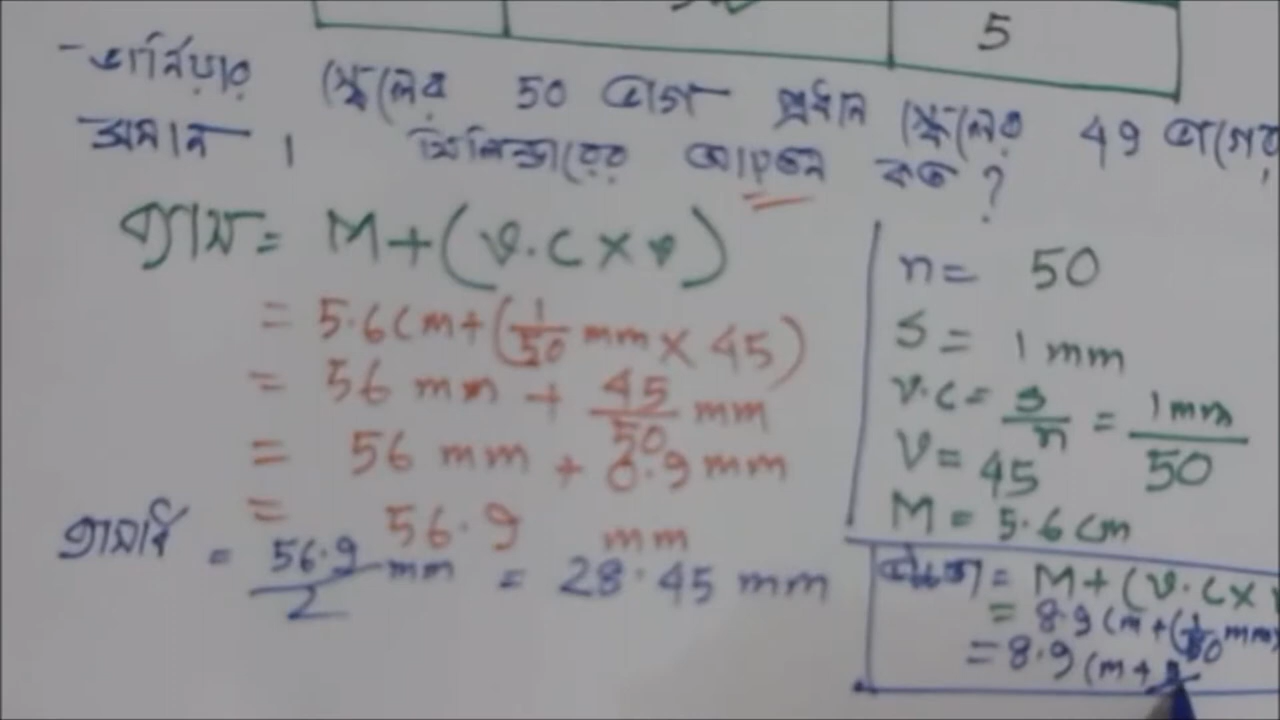 5
- ভার্নিয়ার স্কেলের 50 ভাগ প্রধান স্কেলের 49 ভাগের
সমান । সিলিন্ডারের আয়তন কত ?
ব্যাস = M + (V.C × V)
= 5.6 cm + (1/50 mm × 45)
= 56 mm + 45/50 mm
= 56 mm + 0.9 mm
= 56.9 mm
ব্যাসার্ধ = 56.9/2 mm = 28.45 mm
n = 50
S = 1 mm
V.C = S/n = 1 mm/50
V = 45
M = 5.6 cm
= M + (V.C ×
= 8.9 cm + (1/50 mm
= 8.9 cm +